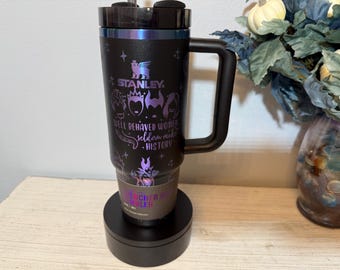 STANLEY
WELL BEHAVED WOMEN
seldom make
HISTORY